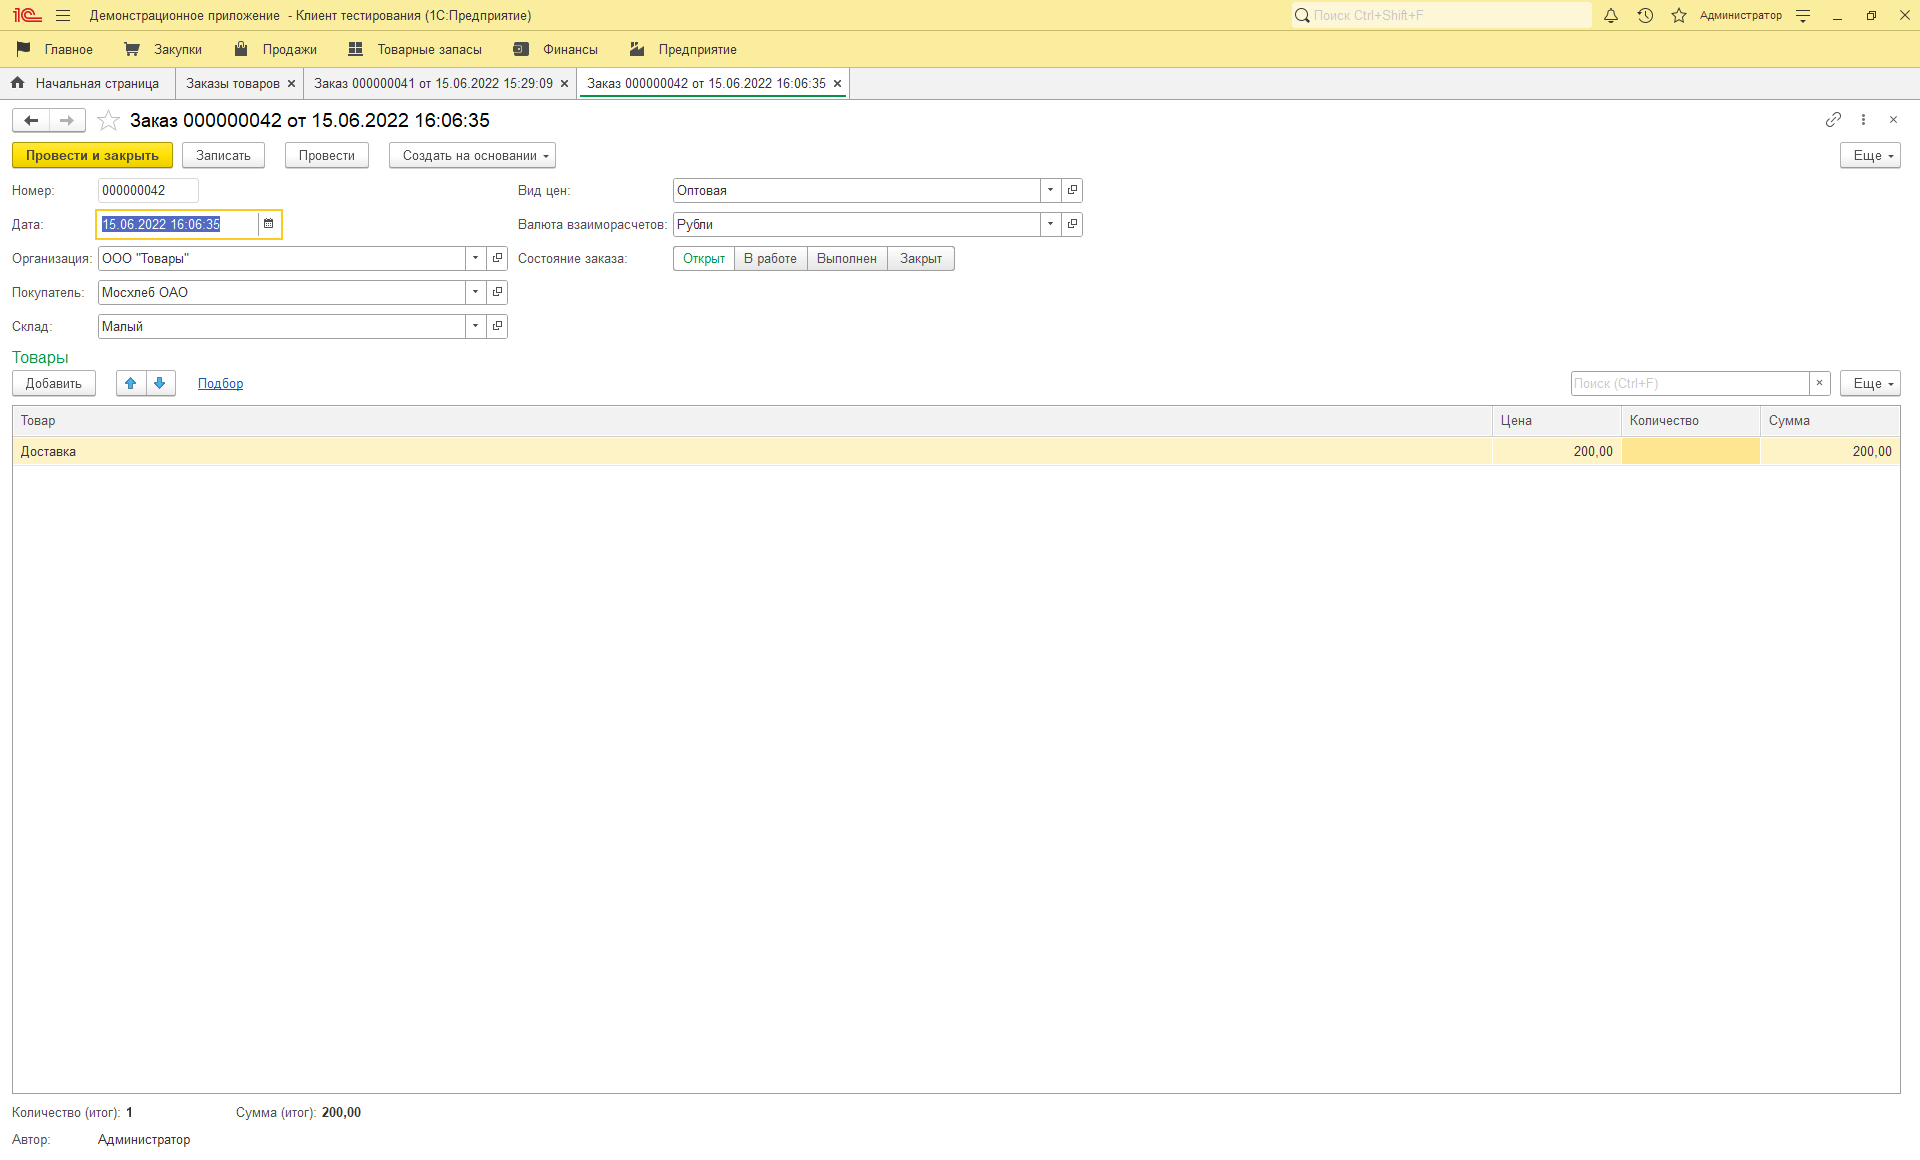 1С Демонстрационное приложение - Клиент тестирования (1С:Предприятие) Поиск Ctrl+Shift+F Администратор
Главное Закупки Продажи Товарные запасы Финансы Предприятие
Начальная страница Заказы товаров Заказ 000000041 от 15.06.2022 15:29:09 Заказ 000000042 от 15.06.2022 16:06:35
Заказ 000000042 от 15.06.2022 16:06:35
Провести и закрыть Записать Провести Создать на основании Еще
Номер: 000000042 Вид цен: Оптовая
Дата: 15.06.2022 16:06:35 Валюта взаиморасчетов: Рубли
Организация: ООО "Товары" Состояние заказа: Открыт В работе Выполнен Закрыт
Покупатель: Мосхлеб ОАО
Склад: Малый
Товары
Добавить Подбор Поиск (Ctrl+F) Еще
Товар Цена Количество Сумма
Доставка 200,00 200,00
Количество (итог): 1 Сумма (итог): 200,00
Автор: Администратор